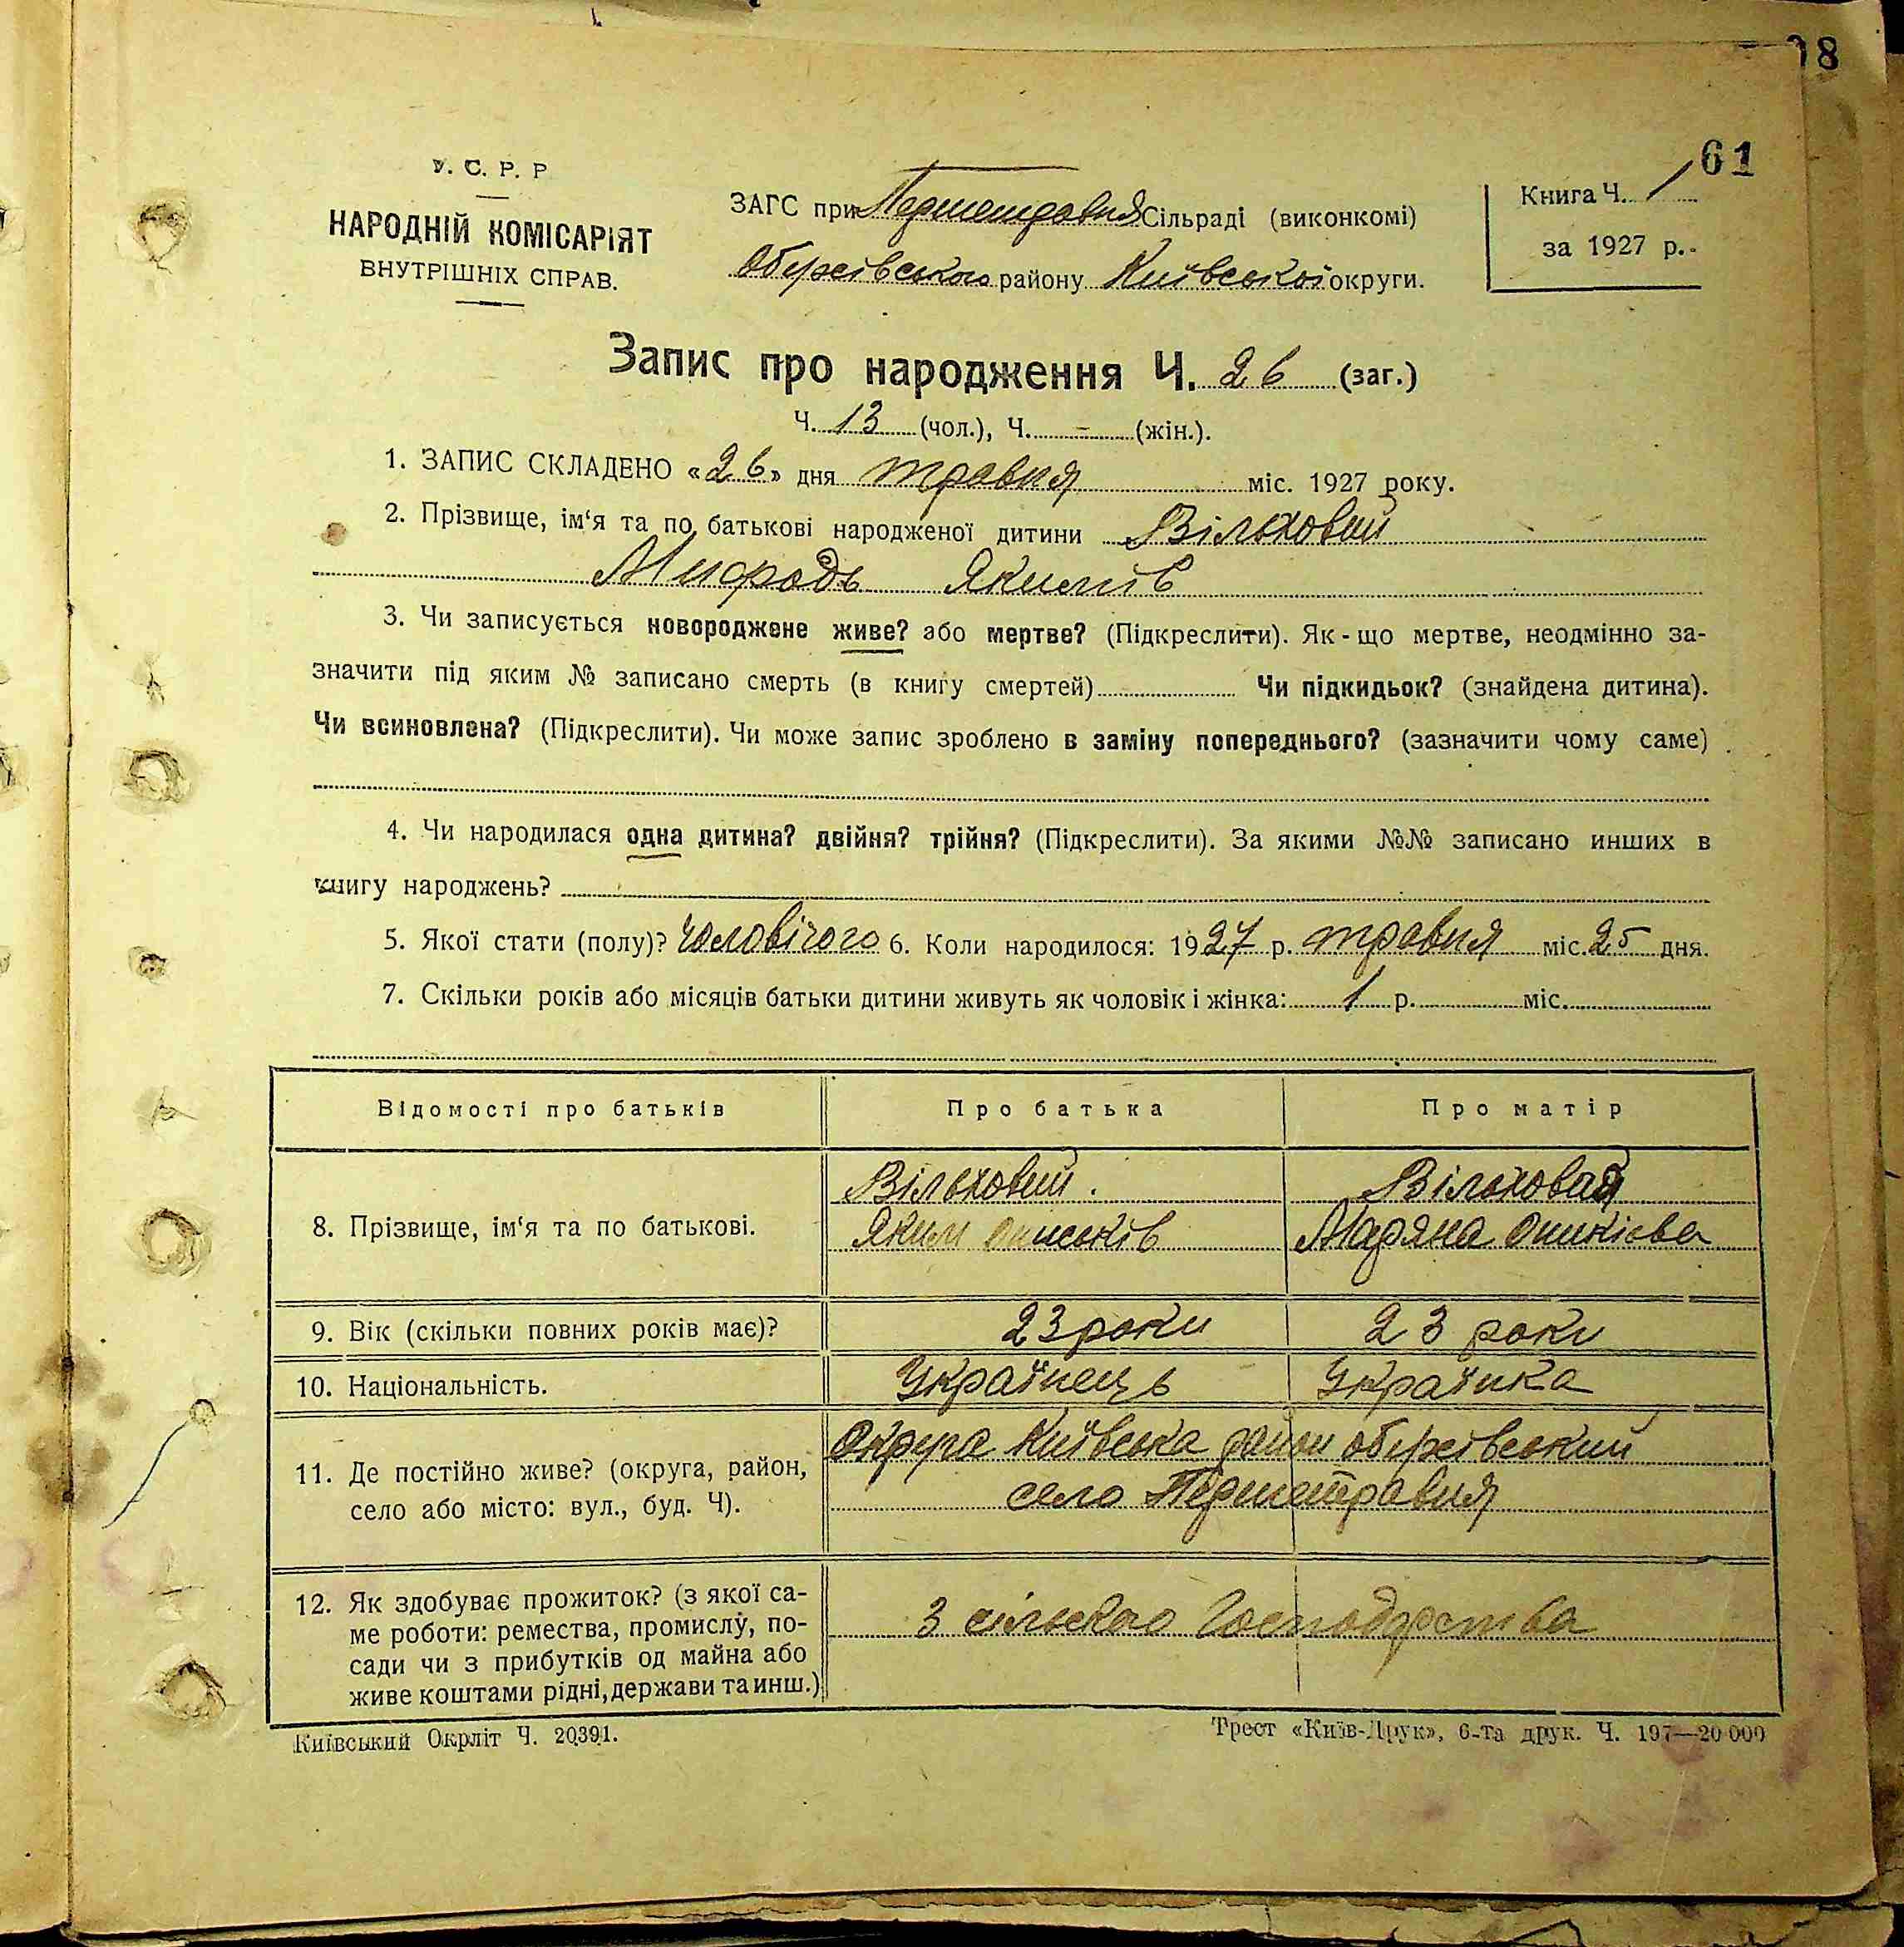 98
61
У. С. Р. Р
НАРОДНІЙ КОМІСАРІЯТ
ВНУТРІШНІХ СПРАВ.
ЗАГС при Першетравня Сільраді (виконкомі)
Обухівського району Київської округи.
Книга Ч. 1
за 1927 р.
Запис про народження Ч. 26 (заг.)
Ч. 13 (чол.), Ч. - (жін.).
1. ЗАПИС СКЛАДЕНО «26» дня травня міс. 1927 року.
2. Прізвище, ім‘я та по батькові народженої дитини Вільховий
Мифодь Якимів
3. Чи записується новороджене живе? або мертве? (Підкреслити). Як-що мертве, неодмінно за-
значити під яким № записано смерть (в книгу смертей) Чи підкидьок? (знайдена дитина).
Чи всиновлена? (Підкреслити). Чи може запис зроблено в заміну попереднього? (зазначити чому саме)
4. Чи народилася одна дитина? двійня? трійня? (Підкреслити). За якими №№ записано инших в
книгу народжень?
5. Якої стати (полу)? Чоловічого 6. Коли народилося: 1927 р. травня міс. 25 дня.
7. Скільки років або місяців батьки дитини живуть як чоловік і жінка: 1 р. міс.
Відомості про батьків Про батька Про матір
8. Прізвище, ім‘я та по батькові.
Вільховий. Вільховая
Яким Мар'яна
9. Вік (скільки повних років має)? 23 роки 23 роки
10. Національність. Українець Українка
11. Де постійно живе? (округа, район,
село або місто: вул., буд. Ч).
Округа Київська район обухівський
село Першетравня
12. Як здобуває прожиток? (з якої са-
ме роботи: ремества, промислу, по-
сади чи з прибутків од майна або
живе коштами рідні, держави та инш.)
З сільского Господарства
Київський Окрліт Ч. 20391.
Трест «Київ-Друк», 6-та друк. Ч. 197—20 000